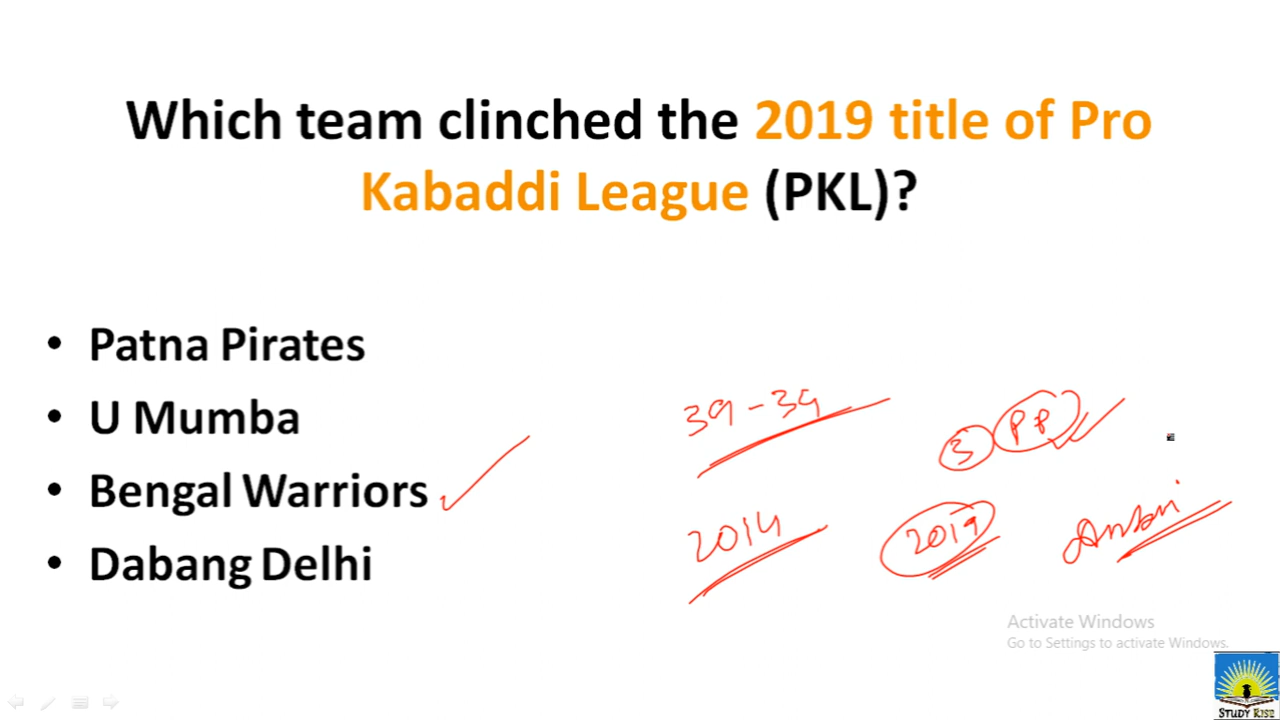 Which team clinched the 2019 title of Pro
Kabaddi League (PKL)?
• Patna Pirates
• U Mumba
• Bengal Warriors
• Dabang Delhi
39-34
3 PP
2014
2019
Ansari
Activate Windows
Go to Settings to activate Windows.
STUDY RISE